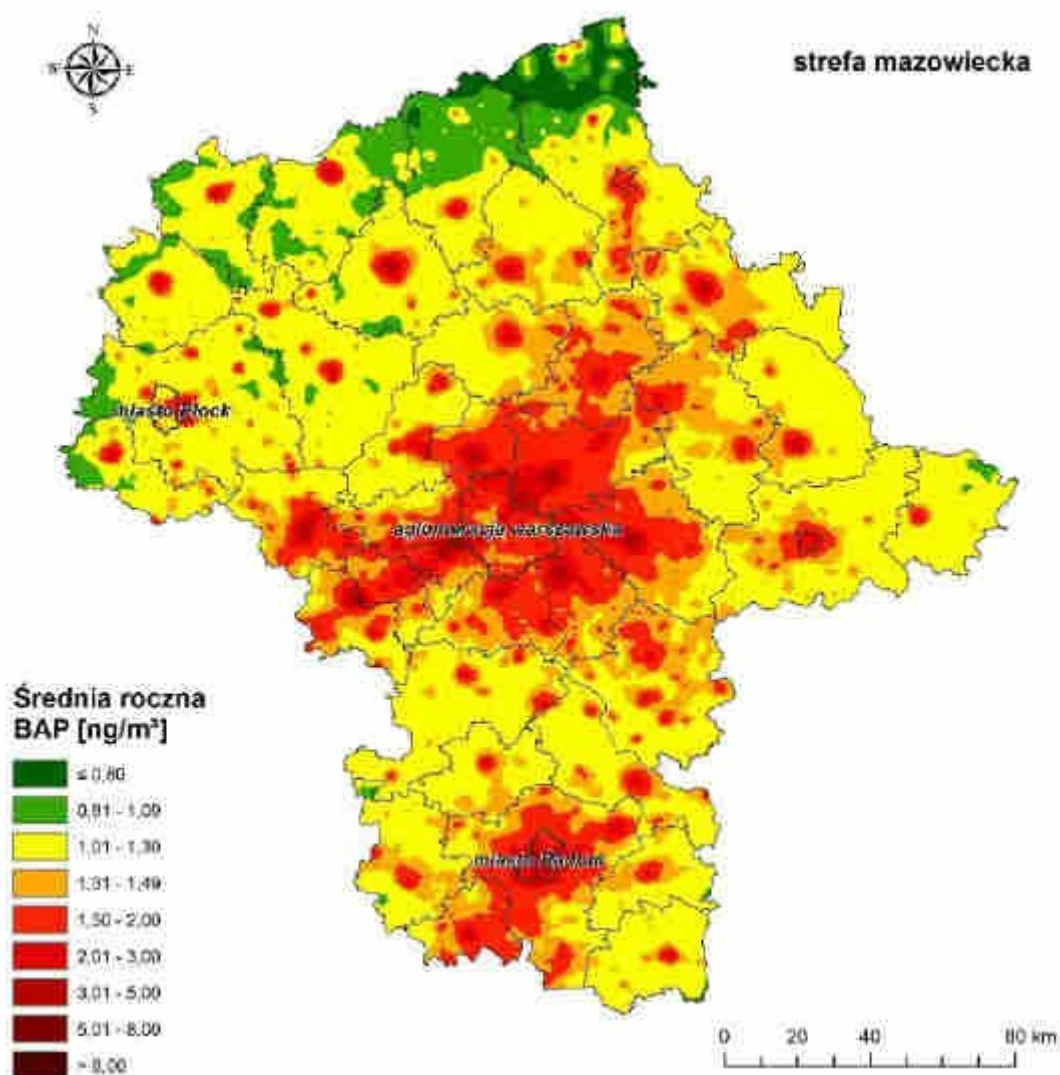 N
W E
S
strefa mazowiecka
miasto Płock
aglomeracja warszawska
miasto Radom
Średnia roczna
BAP [ng/m³]
≤ 0,80
0,81 - 1,00
1,01 - 1,30
1,31 - 1,49
1,50 - 2,00
2,01 - 3,00
3,01 - 5,00
5,01 - 8,00
> 8,00
0 20 40 80 km